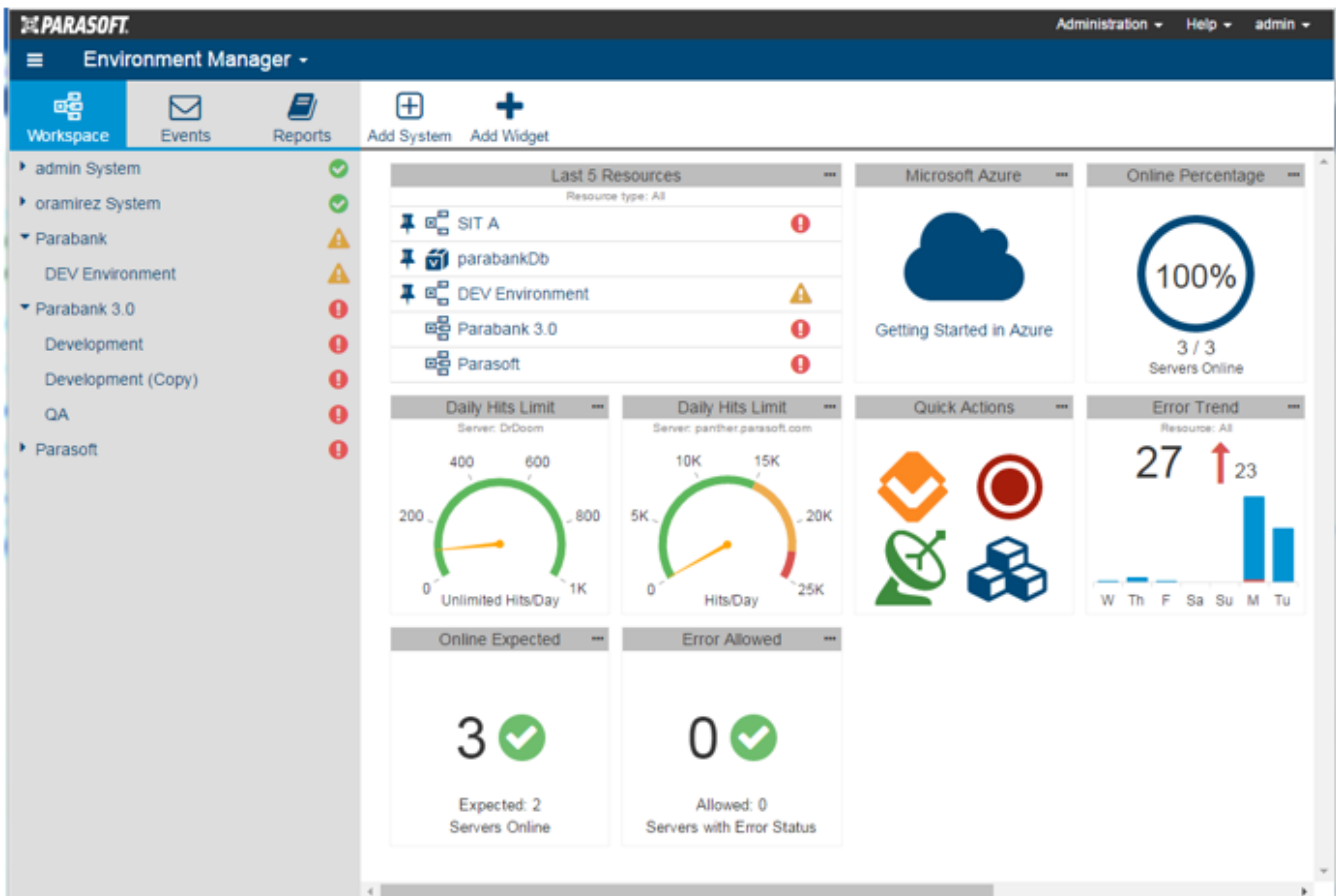 PARASOFT.
Administration Help admin
Environment Manager
Workspace Events Reports
Add System Add Widget
admin System
oramirez System
Parabank
DEV Environment
Parabank 3.0
Development
Development (Copy)
QA
Parasoft
Last 5 Resources
Resource type: All
SIT A
parabankDb
DEV Environment
Parabank 3.0
Parasoft
Microsoft Azure
Getting Started in Azure
Online Percentage
100%
3 / 3
Servers Online
Daily Hits Limit
Server: DrDoom
400 600
200 800
0 1K
Unlimited Hits/Day
Daily Hits Limit
Server: panther.parasoft.com
10K 15K
5K 20K
0 25K
Hits/Day
Quick Actions
Error Trend
Resource: All
27 23
W Th F Sa Su M Tu
Online Expected
3
Expected: 2
Servers Online
Error Allowed
0
Allowed: 0
Servers with Error Status